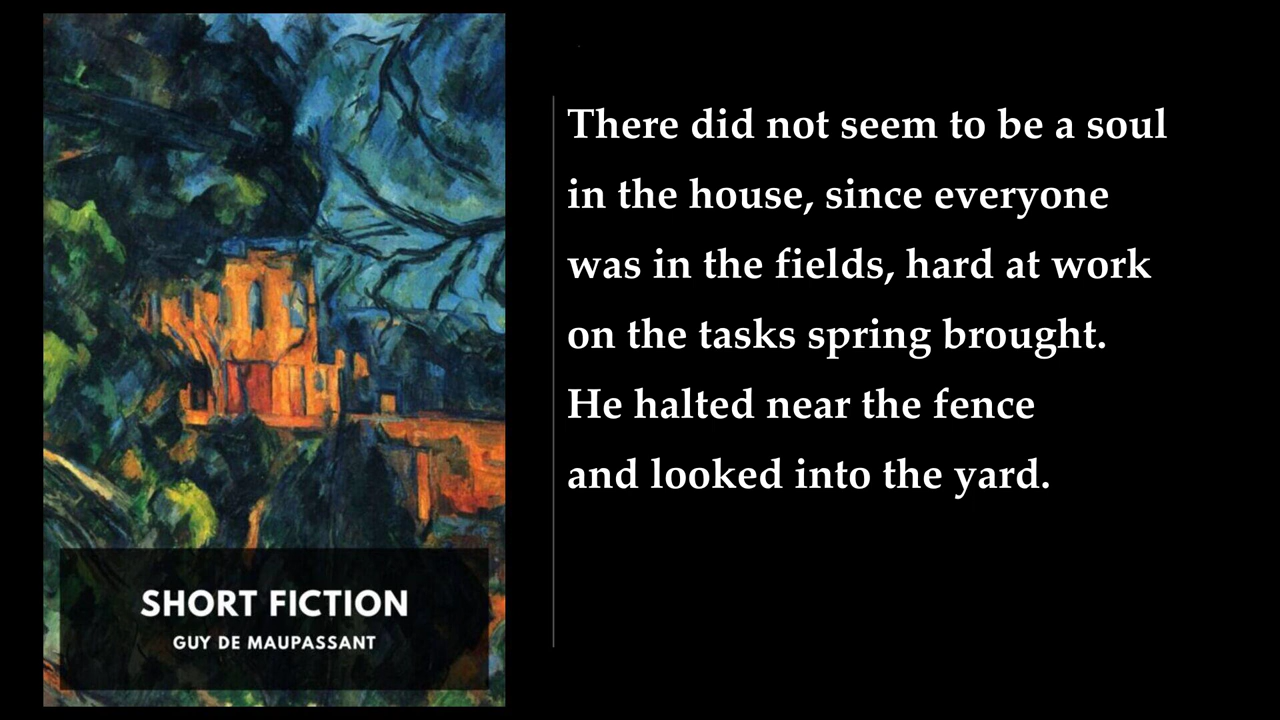 There did not seem to be a soul
in the house, since everyone
was in the fields, hard at work
on the tasks spring brought.
He halted near the fence
and looked into the yard.
SHORT FICTION
GUY DE MAUPASSANT